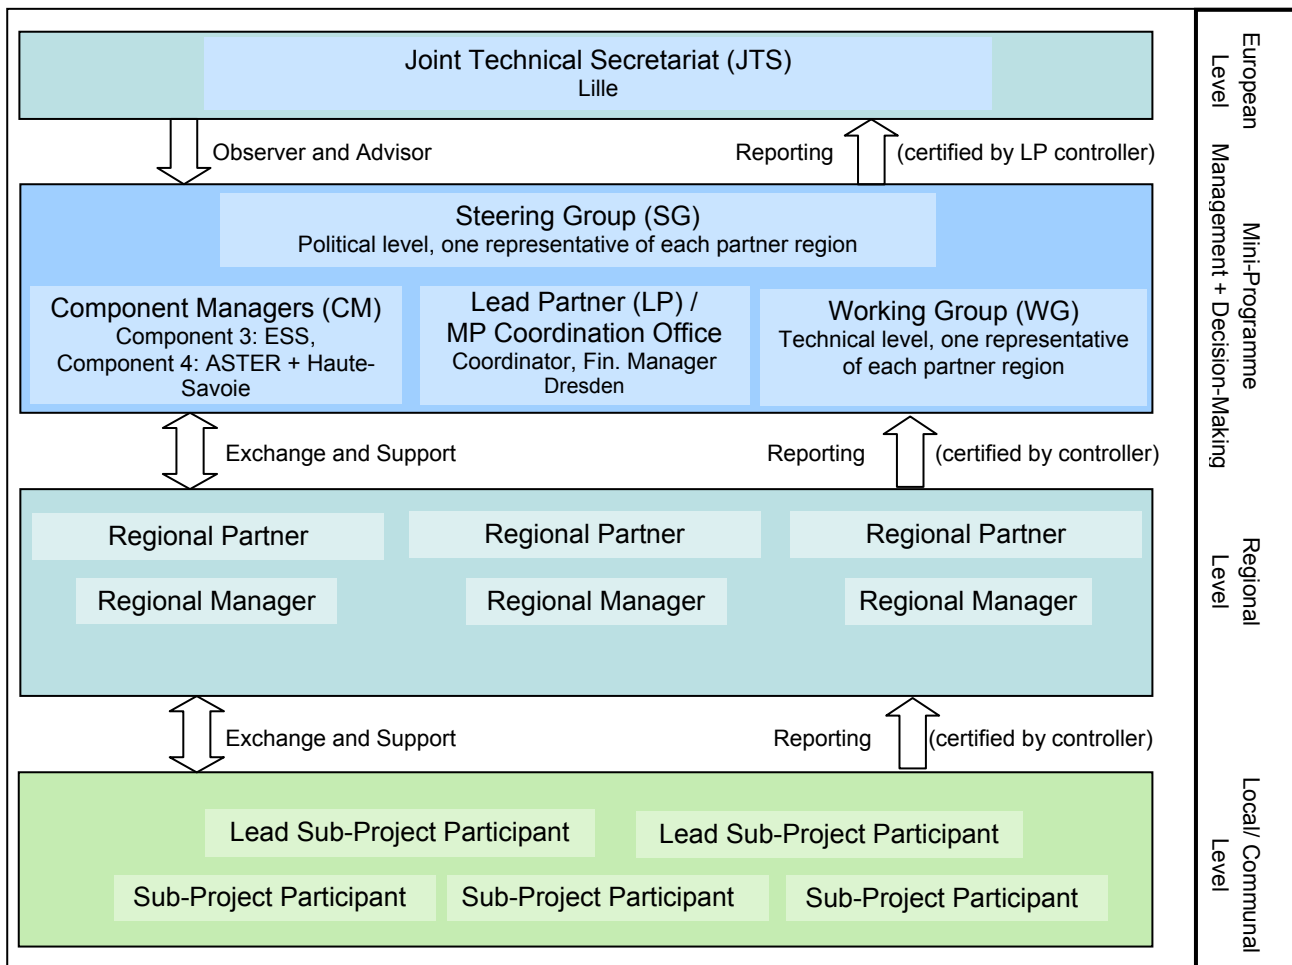 Joint Technical Secretariat (JTS)
Lille
Observer and Advisor
Reporting
(certified by LP controller)
Steering Group (SG)
Political level, one representative of each partner region
Component Managers (CM)
Component 3: ESS,
Component 4: ASTER + Haute-
Savoie
Lead Partner (LP) /
MP Coordination Office
Coordinator, Fin. Manager
Dresden
Working Group (WG)
Technical level, one representative
of each partner region
Exchange and Support
Reporting
(certified by controller)
Regional Partner
Regional Partner
Regional Partner
Regional Manager
Regional Manager
Regional Manager
Exchange and Support
Reporting
(certified by controller)
Lead Sub-Project Participant
Lead Sub-Project Participant
Sub-Project Participant
Sub-Project Participant
Sub-Project Participant
European
Level
Mini-Programme
Management + Decision-Making
Regional
Level
Local/ Communal
Level